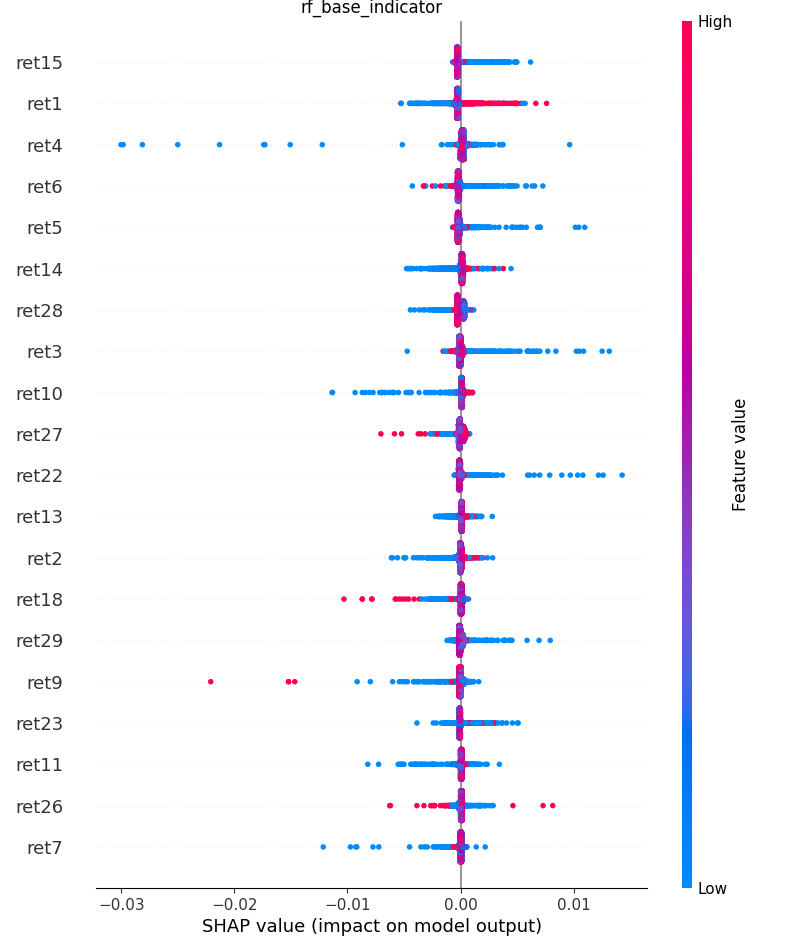 rf_base_indicator
High
ret15
ret1
ret4
ret6
ret5
ret14
ret28
ret3
ret10
ret27
ret22
ret13
ret2
ret18
ret29
ret9
ret23
ret11
ret26
ret7
Feature value
Low
−0.03 −0.02 −0.01 0.00 0.01
SHAP value (impact on model output)